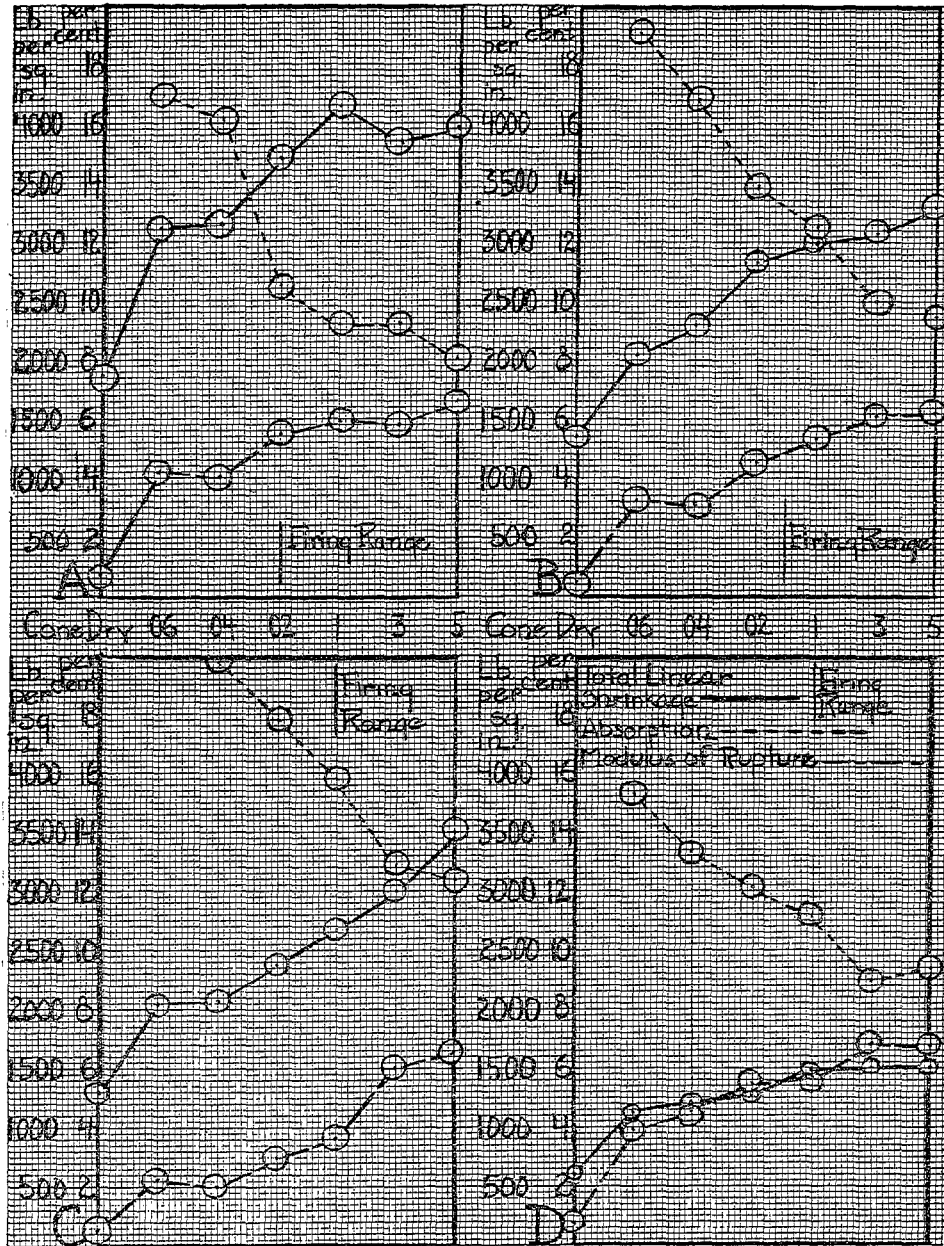 Lb. per
per cent
sq. 18
in.
4000 16
3500 14
3000 12
2500 10
2000 8
1500 6
1000 4
500 2
A
Firing Range
Lb. per
per cent
sq. 18
in.
4000 16
3500 14
3000 12
2500 10
2000 8
1500 6
1000 4
500 2
B
Firing Range
Cone Dry 06 04 02 1 3 5 Cone Dry 06 04 02 1 3 5
Lb. per
per cent
sq. 18
in.
4000 16
3500 14
3000 12
2500 10
2000 8
1500 6
1000 4
500 2
C
Firing
Range
Lb. per
per cent
sq. 18
in.
4000 16
3500 14
3000 12
2500 10
2000 8
1500 6
1000 4
500 2
D
Total Linear
Shrinkage
Absorption
Modulus of Rupture
Firing
Range